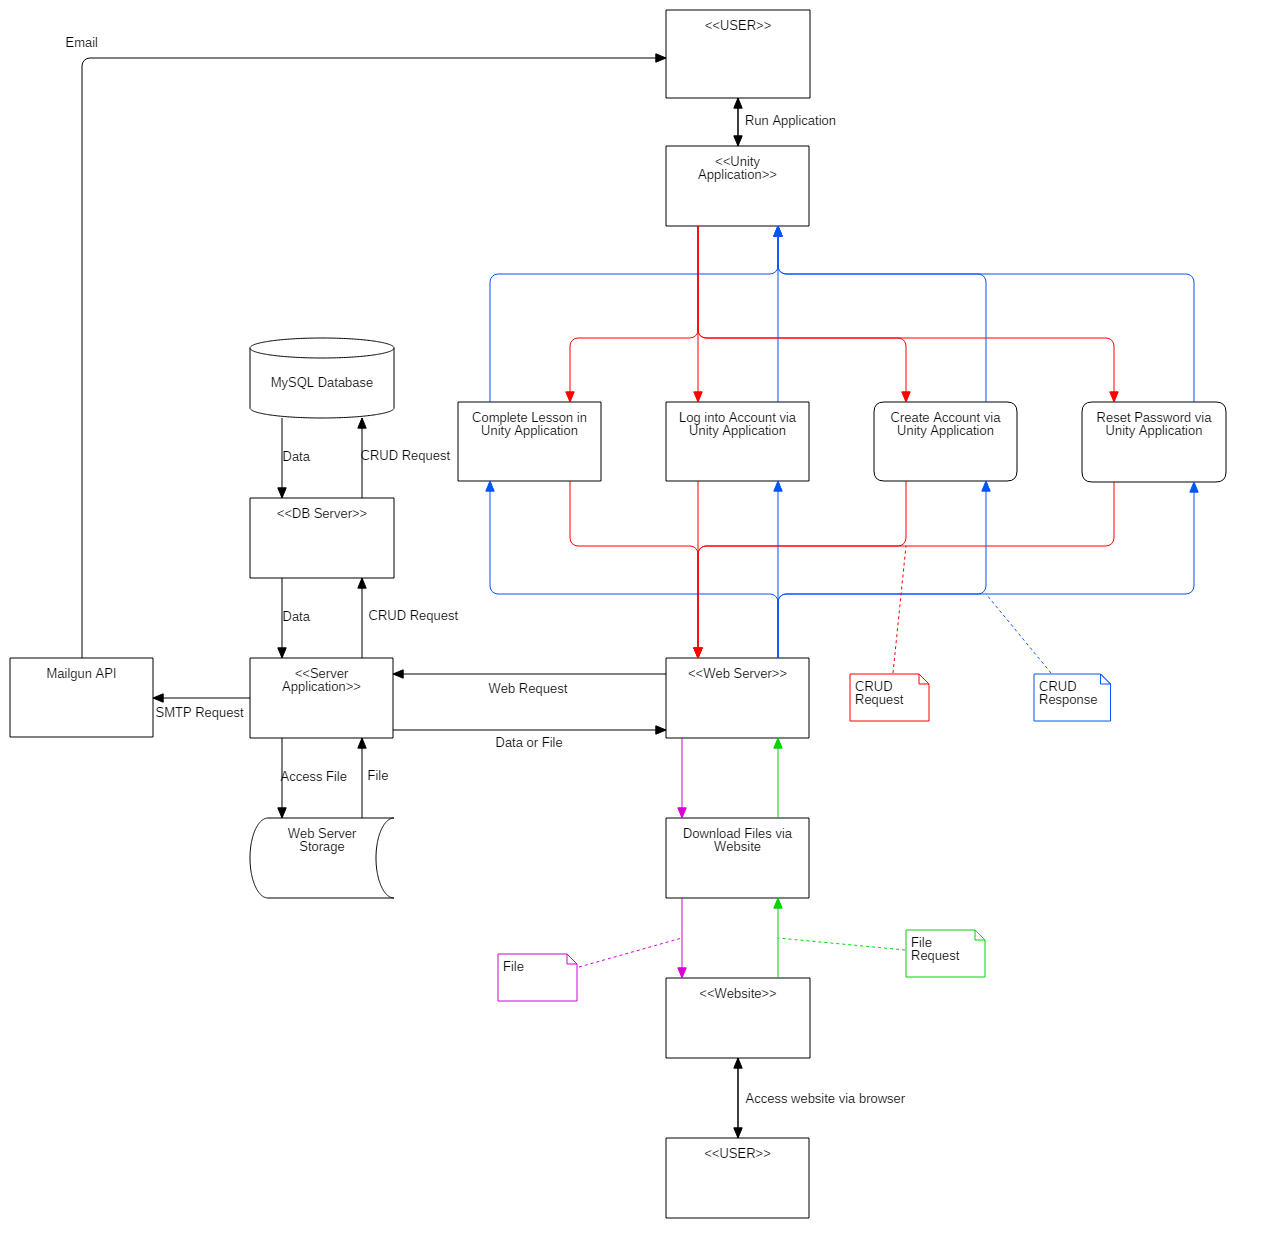 <<USER>>
Email
Run Application
<<Unity
Application>>
MySQL Database
Complete Lesson in
Unity Application
Log into Account via
Unity Application
Create Account via
Unity Application
Reset Password via
Unity Application
Data
CRUD Request
<<DB Server>>
Data
CRUD Request
Mailgun API
<<Server
Application>>
Web Request
<<Web Server>>
CRUD
Request
CRUD
Response
SMTP Request
Data or File
Access File
File
Web Server
Storage
Download Files via
Website
File
File
Request
<<Website>>
Access website via browser
<<USER>>